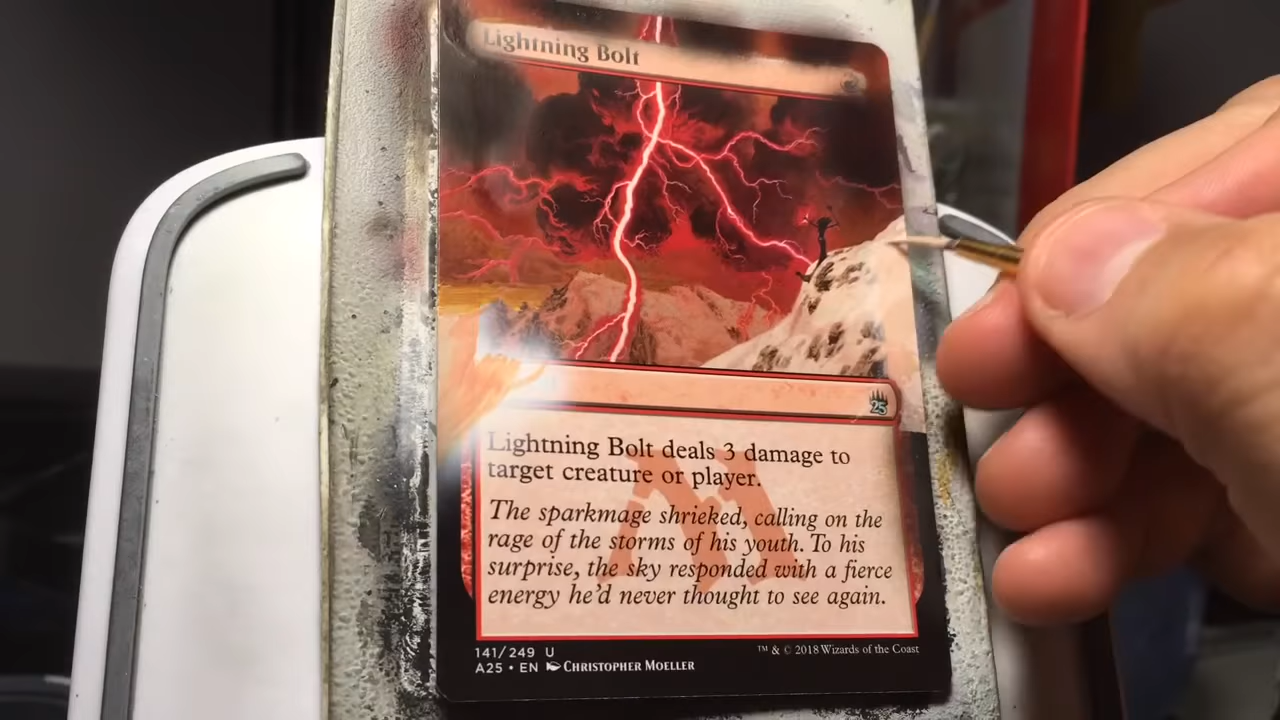 Lightning Bolt
25
Lightning Bolt deals 3 damage to
target creature or player.
The sparkmage shrieked, calling on the
rage of the storms of his youth. To his
surprise, the sky responded with a fierce
energy he'd never thought to see again.
141/249 U
A25 • EN Christopher Moeller
™ & © 2018 Wizards of the Coast